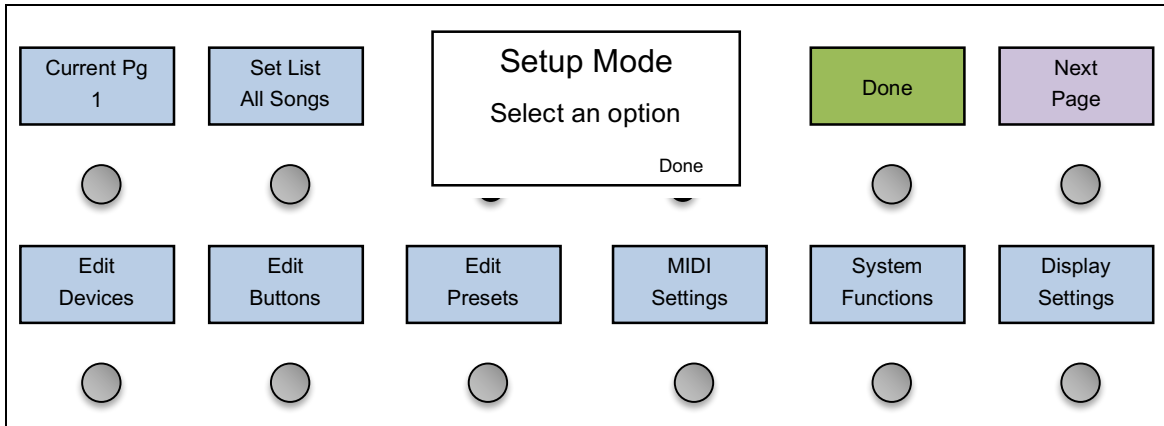 Current Pg
1
Set List
All Songs
Setup Mode
Select an option
Done
Done
Next
Page
Edit
Devices
Edit
Buttons
Edit
Presets
MIDI
Settings
System
Functions
Display
Settings